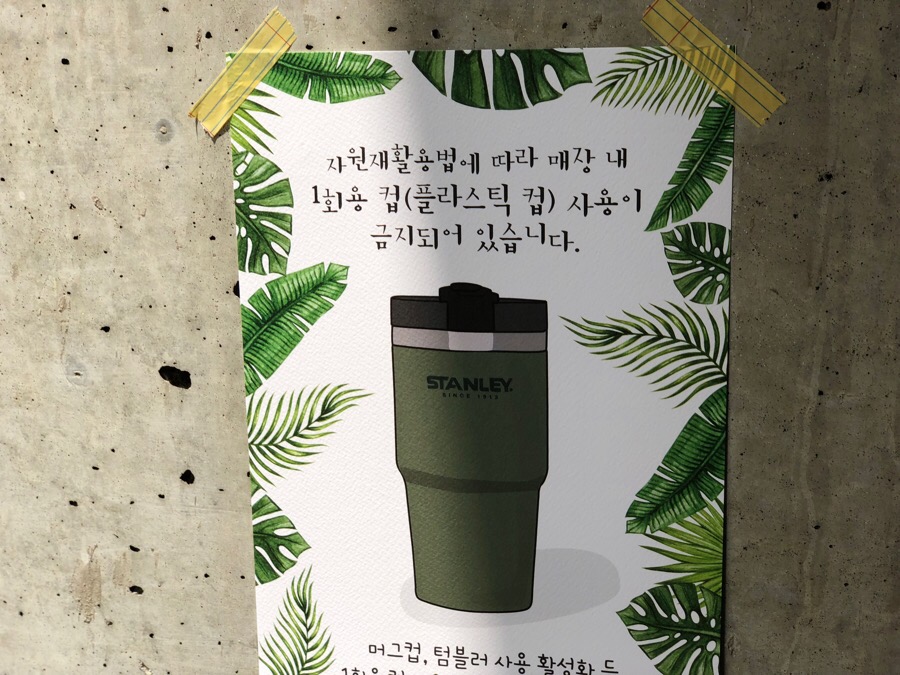 자원재활용법에 따라 매장 내
1회용 컵(플라스틱 컵) 사용이
금지되어 있습니다.
STANLEY.
SINCE 1913
머그컵, 텀블러 사용 활성화 드